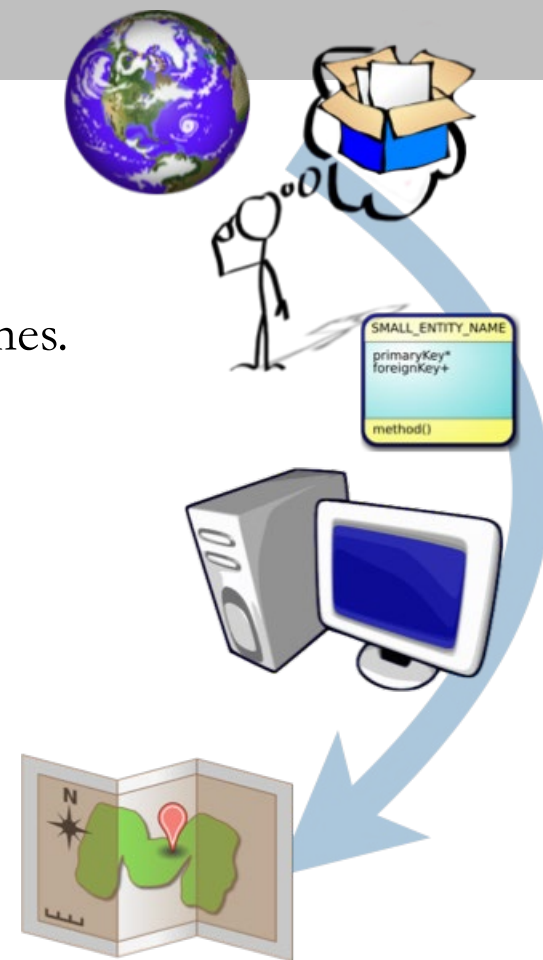 nes.
SMALL_ENTITY_NAME
primaryKey*
foreignKey+
method()
N